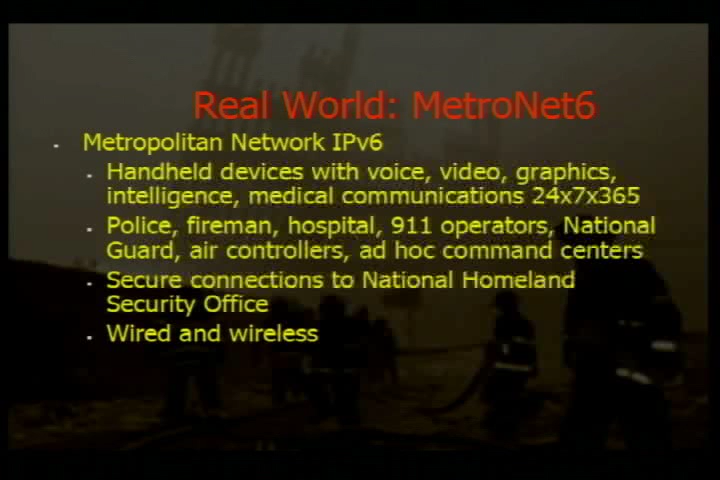 Real World: MetroNet6
Metropolitan Network IPv6
Handheld devices with voice, video, graphics,
intelligence, medical communications 24x7x365
Police, fireman, hospital, 911 operators, National
Guard, air controllers, ad hoc command centers
Secure connections to National Homeland
Security Office
Wired and wireless